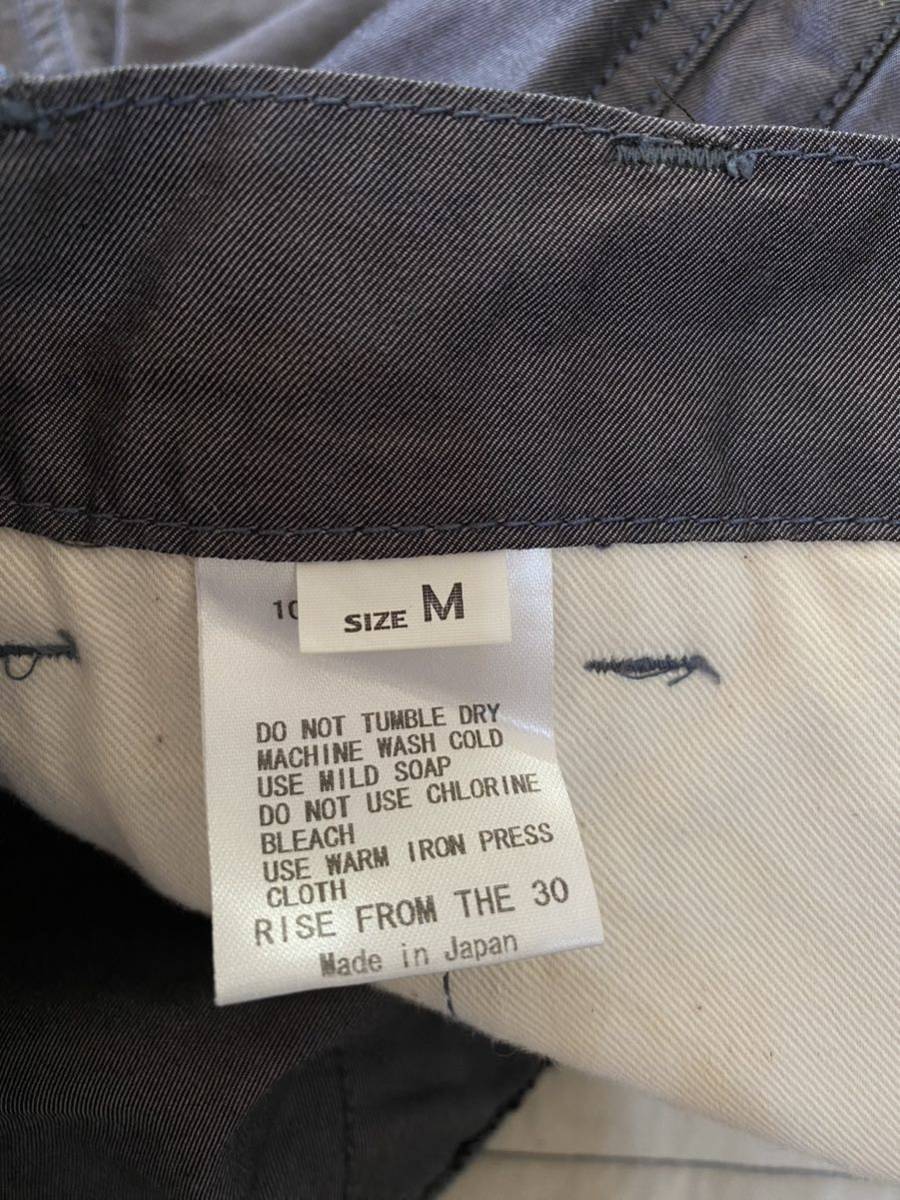 SIZE M
DO NOT TUMBLE DRY
MACHINE WASH COLD
USE MILD SOAP
DO NOT USE CHLORINE
BLEACH
USE WARM IRON PRESS
CLOTH
RISE FROM THE 30
Made in Japan